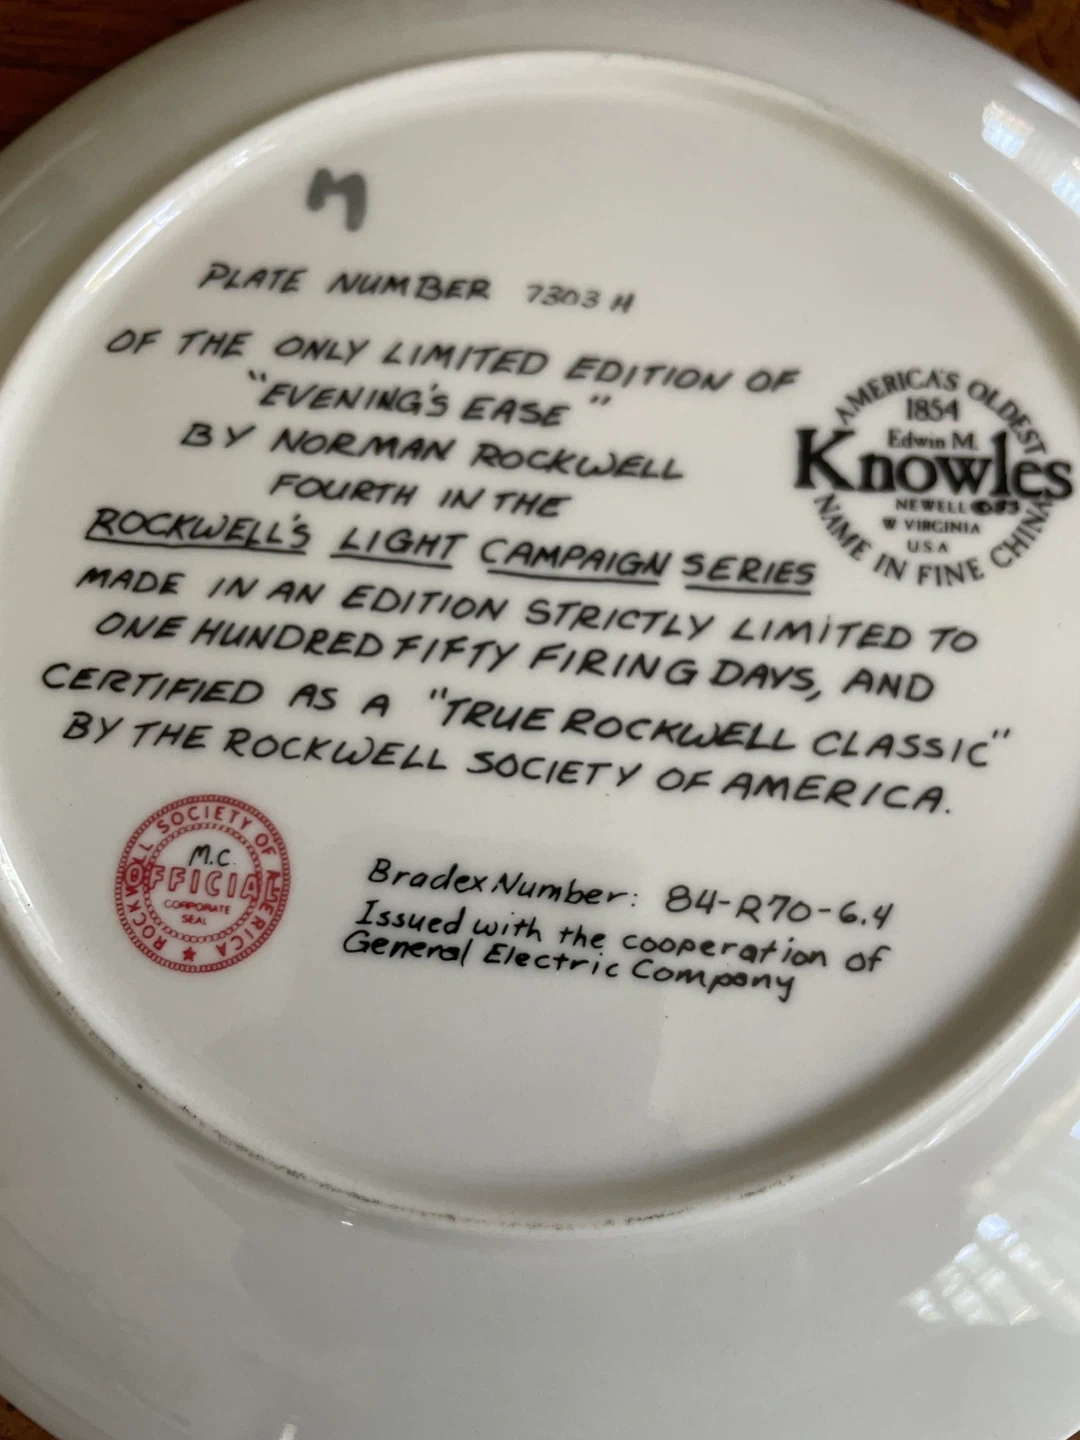 M
PLATE NUMBER 7303 H
OF THE ONLY LIMITED EDITION OF
"EVENING'S EASE"
BY NORMAN ROCKWELL
FOURTH IN THE
ROCKWELL'S LIGHT CAMPAIGN SERIES
MADE IN AN EDITION STRICTLY LIMITED TO
ONE HUNDRED FIFTY FIRING DAYS, AND
CERTIFIED AS A "TRUE ROCKWELL CLASSIC"
BY THE ROCKWELL SOCIETY OF AMERICA.
AMERICA'S OLDEST
1854
Edwin M.
Knowles
NEWELL
W VIRGINIA
USA
NAME IN FINE CHINA
ROCKWELL SOCIETY OF AMERICA
M.C.
OFFICIAL
CORPORATE
SEAL
Bradex Number: 84-R70-6.4
Issued with the cooperation of
General Electric Company